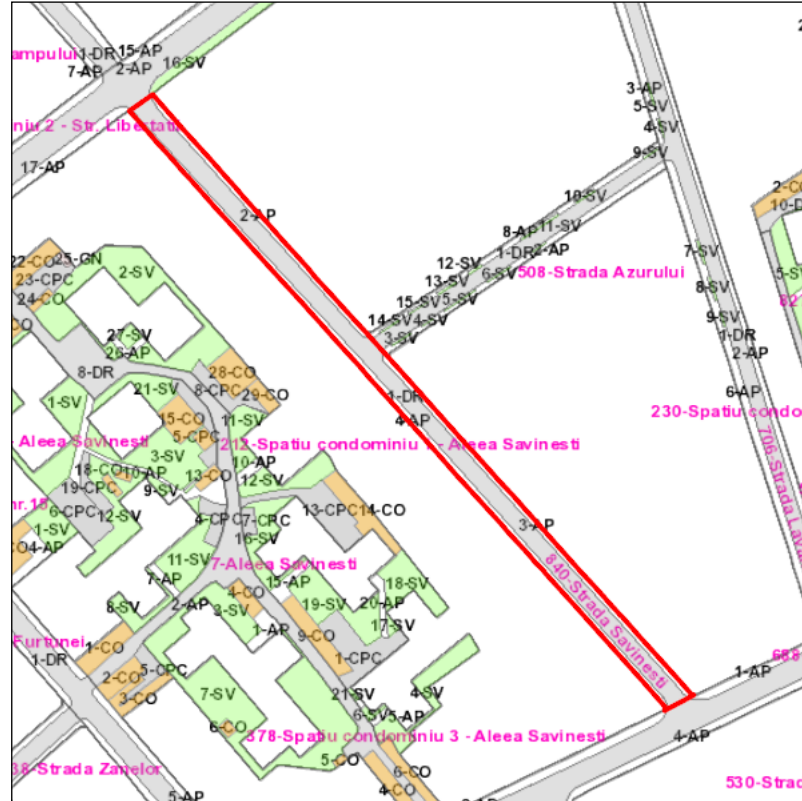 1-DR
15-AP
ampului
7-AP
2-AP
16-SV
niu 2 - Str. Libertatii
17-AP
3-AP
5-SV
4-SV
9-SV
10-SV
2-AP
8-AP
11-SV
1-DR
2-AP
12-SV
6-SV
508-Strada Azurului
13-SV
15-SV
5-SV
14-SV
4-SV
3-SV
7-SV
8-SV
9-SV
1-DR
2-AP
6-AP
2-CO
5-SV
22-CO
25-GN
23-CPC
2-SV
24-CO
27-SV
26-AP
8-DR
28-CO
8-CPC
29-CO
21-SV
1-SV
15-CO
11-SV
5-CPC
1-DR
4-AP
230-Spatiu condo
- Aleea Savinesti
212-Spatiu condominiu 1 - Aleea Savinesti
3-SV
10-AP
18-CO
10-AP
13-CO
12-SV
19-CPC
9-SV
nr. 15
6-CPC
12-SV
13-CPC
14-CO
4-CPC
7-CPC
1-SV
16-SV
4-AP
3-AP
706-Strada Lav
11-SV
7-Aleea Savinesti
7-AP
15-AP
18-SV
840-Strada Savinesti
2-AP
4-CO
20-AP
8-SV
3-SV
19-SV
17-SV
1-AP
9-CO
Furtunei
1-CO
1-DR
5-CPC
1-CPC
2-CO
688
1-AP
3-CO
7-SV
21-SV
4-SV
6-SV
5-AP
6-CO
378-Spatiu condominiu 3 - Aleea Savinesti
4-AP
38-Strada Zanelor
5-CO
6-CO
4-CO
530-Strad
5-AP